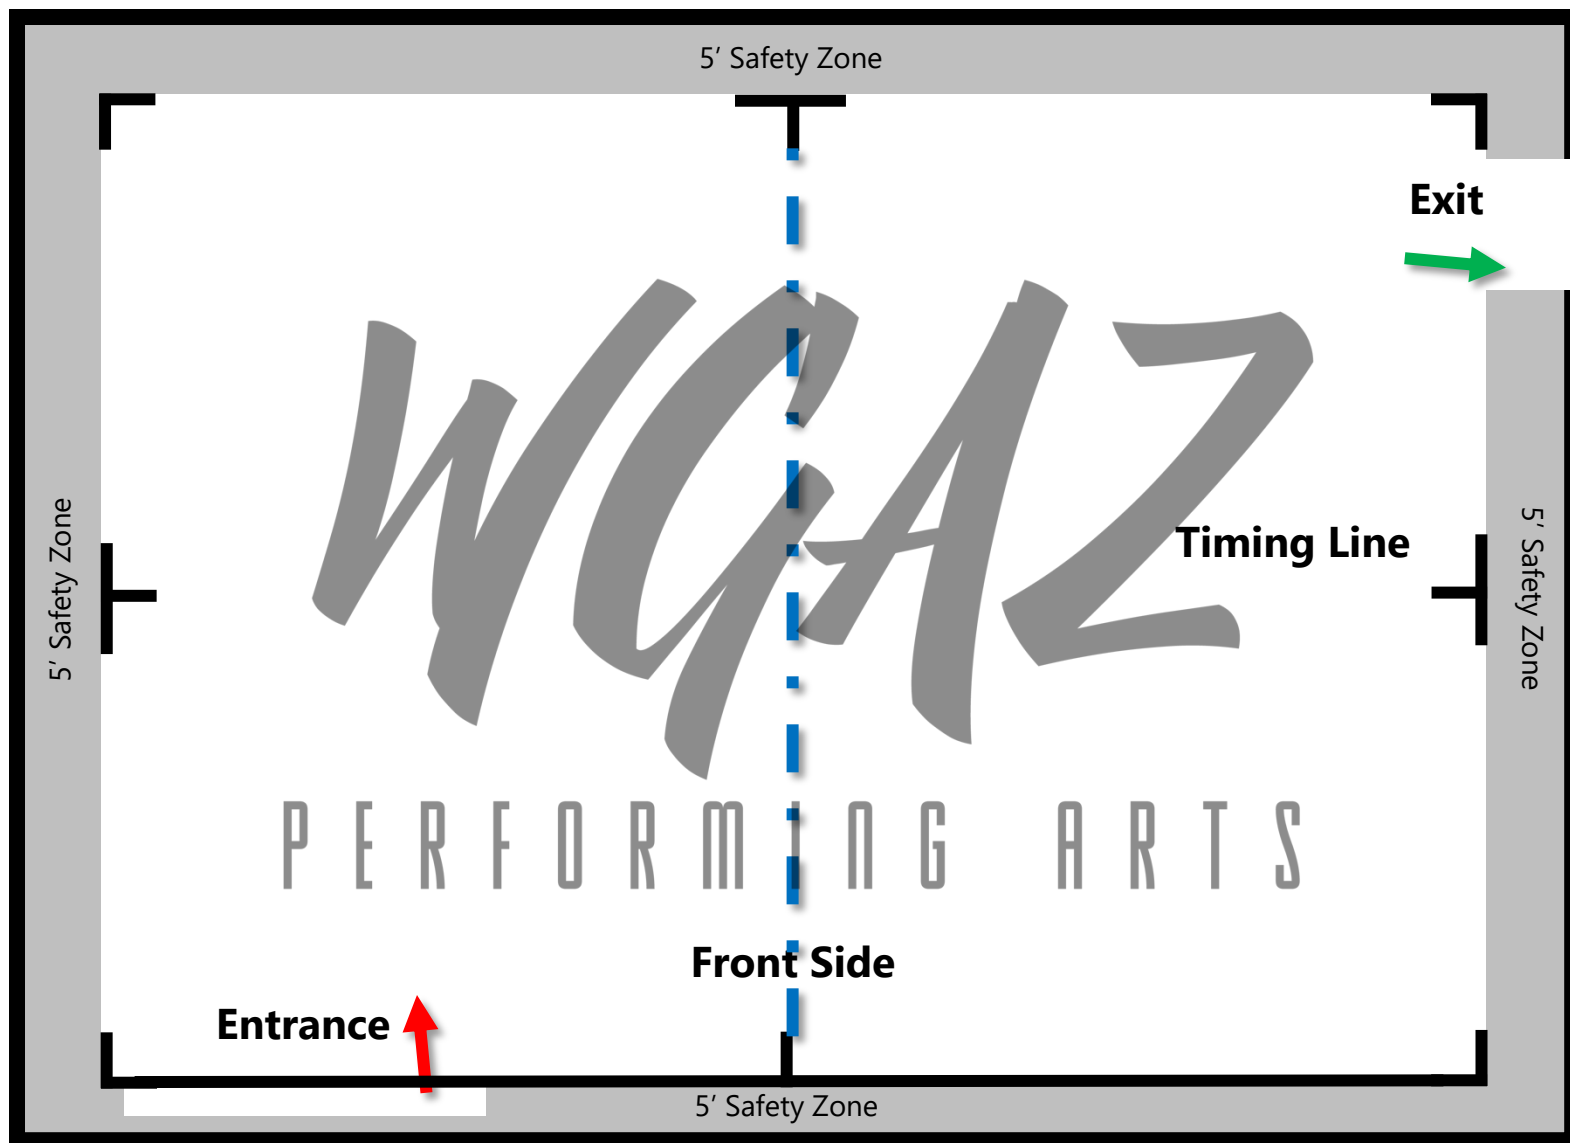 5’ Safety Zone
Exit
WGAZ
5’ Safety Zone
Timing Line
5’ Safety Zone
PERFORMING ARTS
Front Side
Entrance
5’ Safety Zone